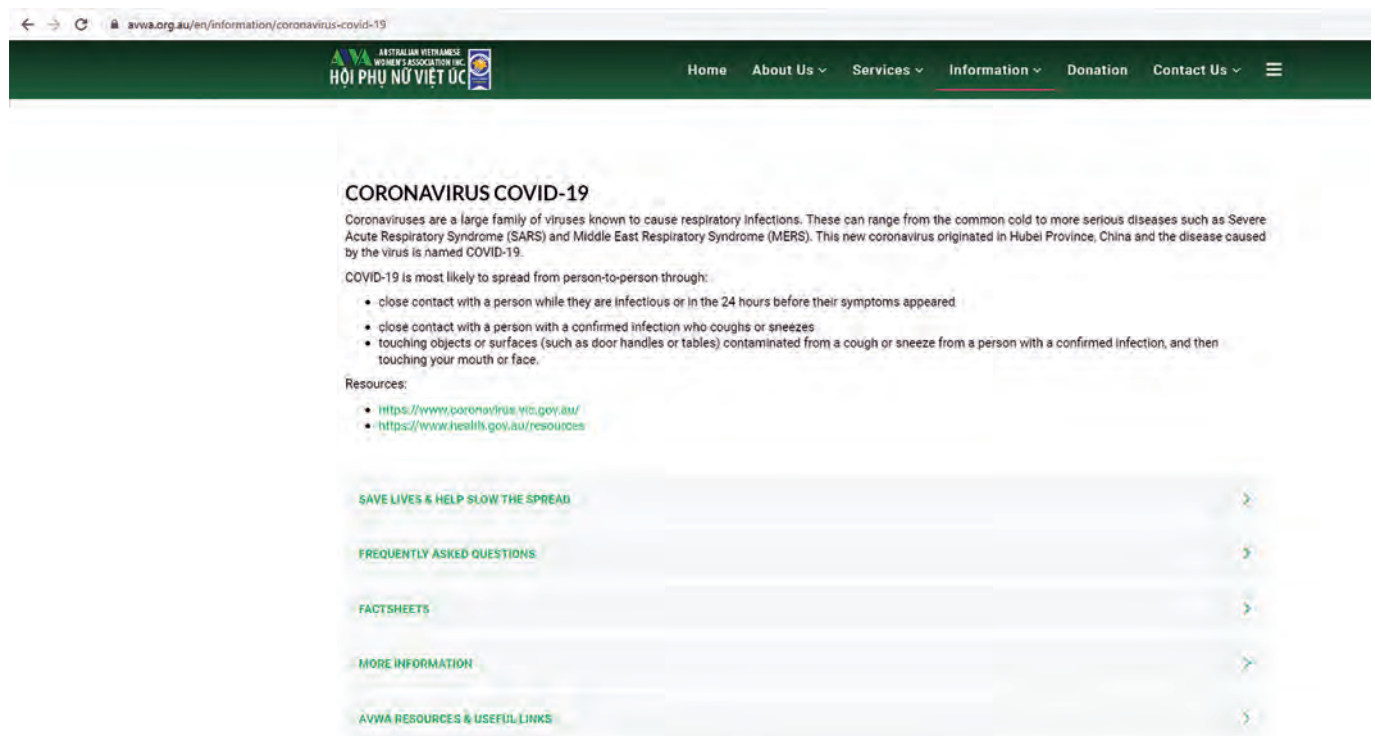 avwa.org.au/en/information/coronavirus-covid-19
AVA AUSTRALIAN VIETNAMESE
WOMEN'S ASSOCIATION INC.
HỘI PHỤ NỮ VIỆT ÚC
Home About Us Services Information Donation Contact Us
CORONAVIRUS COVID-19
Coronaviruses are a large family of viruses known to cause respiratory infections. These can range from the common cold to more serious diseases such as Severe
Acute Respiratory Syndrome (SARS) and Middle East Respiratory Syndrome (MERS). This new coronavirus originated in Hubei Province, China and the disease caused
by the virus is named COVID-19.
COVID-19 is most likely to spread from person-to-person through:
• close contact with a person while they are infectious or in the 24 hours before their symptoms appeared
• close contact with a person with a confirmed infection who coughs or sneezes
• touching objects or surfaces (such as door handles or tables) contaminated from a cough or sneeze from a person with a confirmed infection, and then
touching your mouth or face.
Resources:
• https://www.coronavirus.vic.gov.au/
• https://www.health.gov.au/resources
SAVE LIVES & HELP SLOW THE SPREAD
FREQUENTLY ASKED QUESTIONS
FACTSHEETS
MORE INFORMATION
AVWA RESOURCES & USEFUL LINKS